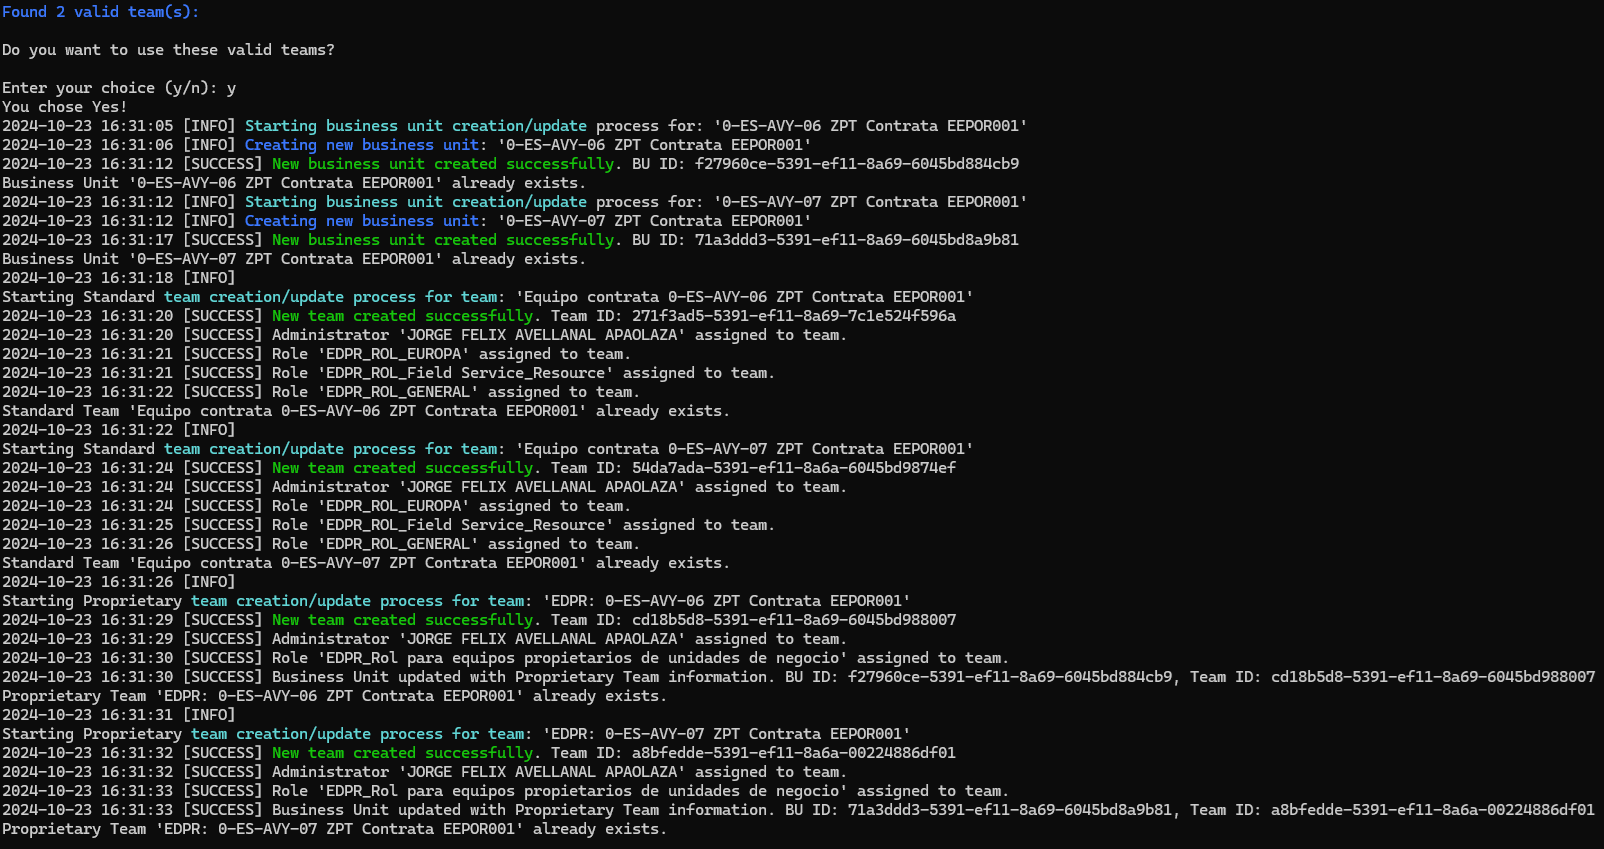 Found 2 valid team(s):
Do you want to use these valid teams?
Enter your choice (y/n): y
You chose Yes!
2024-10-23 16:31:05 [INFO] Starting business unit creation/update process for: '0-ES-AVY-06 ZPT Contrata EEPOR001'
2024-10-23 16:31:06 [INFO] Creating new business unit: '0-ES-AVY-06 ZPT Contrata EEPOR001'
2024-10-23 16:31:12 [SUCCESS] New business unit created successfully. BU ID: f27960ce-5391-ef11-8a69-6045bd884cb9
Business Unit '0-ES-AVY-06 ZPT Contrata EEPOR001' already exists.
2024-10-23 16:31:12 [INFO] Starting business unit creation/update process for: '0-ES-AVY-07 ZPT Contrata EEPOR001'
2024-10-23 16:31:12 [INFO] Creating new business unit: '0-ES-AVY-07 ZPT Contrata EEPOR001'
2024-10-23 16:31:17 [SUCCESS] New business unit created successfully. BU ID: 71a3ddd3-5391-ef11-8a69-6045bd8a9b81
Business Unit '0-ES-AVY-07 ZPT Contrata EEPOR001' already exists.
2024-10-23 16:31:18 [INFO]
Starting Standard team creation/update process for team: 'Equipo contrata 0-ES-AVY-06 ZPT Contrata EEPOR001'
2024-10-23 16:31:20 [SUCCESS] New team created successfully. Team ID: 271f3ad5-5391-ef11-8a69-7c1e524f596a
2024-10-23 16:31:20 [SUCCESS] Administrator 'JORGE FELIX AVELLANAL APAOLAZA' assigned to team.
2024-10-23 16:31:21 [SUCCESS] Role 'EDPR_ROL_EUROPA' assigned to team.
2024-10-23 16:31:21 [SUCCESS] Role 'EDPR_ROL_Field Service_Resource' assigned to team.
2024-10-23 16:31:22 [SUCCESS] Role 'EDPR_ROL_GENERAL' assigned to team.
Standard Team 'Equipo contrata 0-ES-AVY-06 ZPT Contrata EEPOR001' already exists.
2024-10-23 16:31:22 [INFO]
Starting Standard team creation/update process for team: 'Equipo contrata 0-ES-AVY-07 ZPT Contrata EEPOR001'
2024-10-23 16:31:24 [SUCCESS] New team created successfully. Team ID: 54da7ada-5391-ef11-8a6a-6045bd9874ef
2024-10-23 16:31:24 [SUCCESS] Administrator 'JORGE FELIX AVELLANAL APAOLAZA' assigned to team.
2024-10-23 16:31:24 [SUCCESS] Role 'EDPR_ROL_EUROPA' assigned to team.
2024-10-23 16:31:25 [SUCCESS] Role 'EDPR_ROL_Field Service_Resource' assigned to team.
2024-10-23 16:31:26 [SUCCESS] Role 'EDPR_ROL_GENERAL' assigned to team.
Standard Team 'Equipo contrata 0-ES-AVY-07 ZPT Contrata EEPOR001' already exists.
2024-10-23 16:31:26 [INFO]
Starting Proprietary team creation/update process for team: 'EDPR: 0-ES-AVY-06 ZPT Contrata EEPOR001'
2024-10-23 16:31:29 [SUCCESS] New team created successfully. Team ID: cd18b5d8-5391-ef11-8a69-6045bd988007
2024-10-23 16:31:29 [SUCCESS] Administrator 'JORGE FELIX AVELLANAL APAOLAZA' assigned to team.
2024-10-23 16:31:30 [SUCCESS] Role 'EDPR_Rol para equipos propietarios de unidades de negocio' assigned to team.
2024-10-23 16:31:30 [SUCCESS] Business Unit updated with Proprietary Team information. BU ID: f27960ce-5391-ef11-8a69-6045bd884cb9, Team ID: cd18b5d8-5391-ef11-8a69-6045bd988007
Proprietary Team 'EDPR: 0-ES-AVY-06 ZPT Contrata EEPOR001' already exists.
2024-10-23 16:31:31 [INFO]
Starting Proprietary team creation/update process for team: 'EDPR: 0-ES-AVY-07 ZPT Contrata EEPOR001'
2024-10-23 16:31:32 [SUCCESS] New team created successfully. Team ID: a8bfedde-5391-ef11-8a6a-00224886df01
2024-10-23 16:31:32 [SUCCESS] Administrator 'JORGE FELIX AVELLANAL APAOLAZA' assigned to team.
2024-10-23 16:31:33 [SUCCESS] Role 'EDPR_Rol para equipos propietarios de unidades de negocio' assigned to team.
2024-10-23 16:31:33 [SUCCESS] Business Unit updated with Proprietary Team information. BU ID: 71a3ddd3-5391-ef11-8a69-6045bd8a9b81, Team ID: a8bfedde-5391-ef11-8a6a-00224886df01
Proprietary Team 'EDPR: 0-ES-AVY-07 ZPT Contrata EEPOR001' already exists.